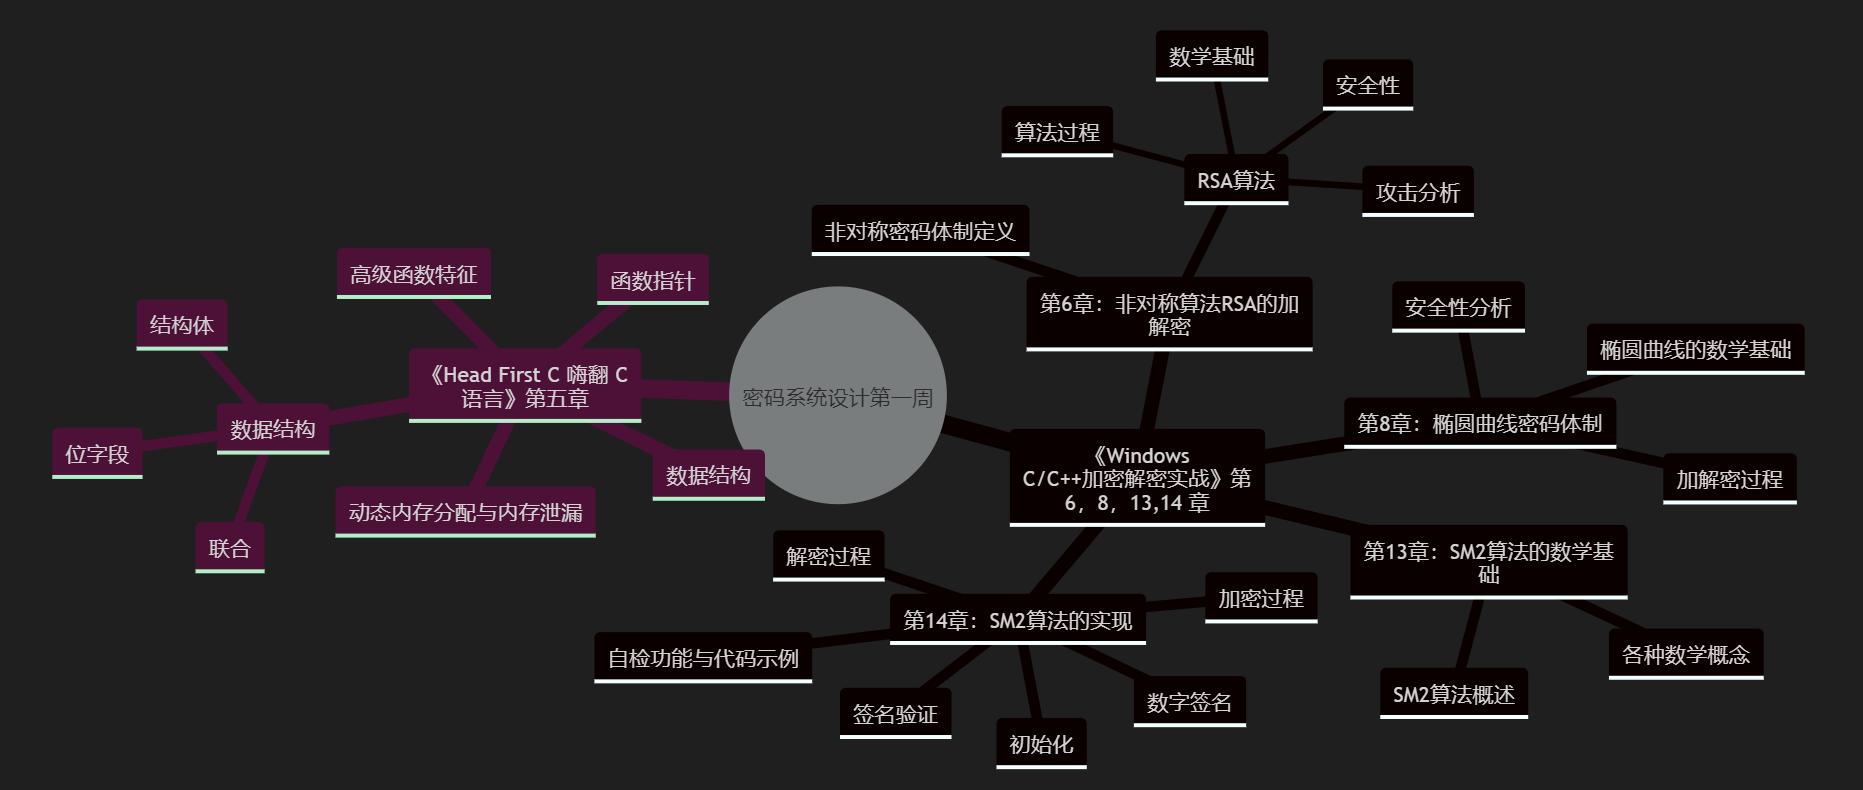 密码系统设计第一周
《Head First C 嗨翻 C
语言》第五章
高级函数特征
函数指针
数据结构
结构体
位字段
联合
动态内存分配与内存泄漏
数据结构
《Windows
C/C++加密解密实战》第
6，8，13,14 章
第6章：非对称算法RSA的加
解密
非对称密码体制定义
RSA算法
算法过程
数学基础
安全性
攻击分析
第8章：椭圆曲线密码体制
安全性分析
椭圆曲线的数学基础
加解密过程
第13章：SM2算法的数学基
础
SM2算法概述
各种数学概念
第14章：SM2算法的实现
解密过程
加密过程
自检功能与代码示例
签名验证
初始化
数字签名